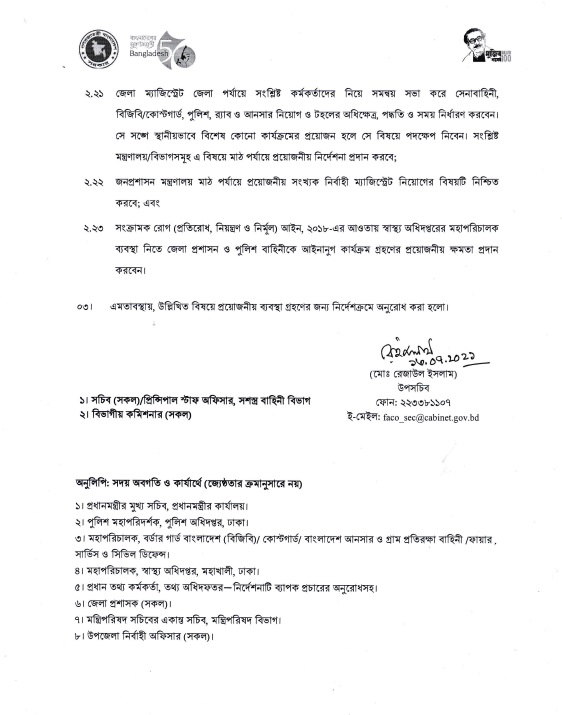 বাংলাদেশের
সুবর্ণজয়ন্তী
Bangladesh 50
মুজিব
শতবর্ষ 100
২.২১ জেলা ম্যাজিস্ট্রেট জেলা পর্যায়ে সংশ্লিষ্ট কর্মকর্তাদের নিয়ে সমন্বয় সভা করে সেনাবাহিনী,
বিজিবি/কোস্টগার্ড, পুলিশ, র‍্যাব ও আনসার নিয়োগ ও টহলের অধিক্ষেত্র, পদ্ধতি ও সময় নির্ধারণ করবেন।
সে সঙ্গে স্থানীয়ভাবে বিশেষ কোনো কার্যক্রমের প্রয়োজন হলে সে বিষয়ে পদক্ষেপ নিবেন। সংশ্লিষ্ট
মন্ত্রণালয়/বিভাগসমূহ এ বিষয়ে মাঠ পর্যায়ে প্রয়োজনীয় নির্দেশনা প্রদান করবে;
২.২২ জনপ্রশাসন মন্ত্রণালয় মাঠ পর্যায়ে প্রয়োজনীয় সংখ্যক নির্বাহী ম্যাজিস্ট্রেট নিয়োগের বিষয়টি নিশ্চিত
করবে; এবং
২.২৩ সংক্রামক রোগ (প্রতিরোধ, নিয়ন্ত্রণ ও নির্মূল) আইন, ২০১৮-এর আওতায় স্বাস্থ্য অধিদপ্তরের মহাপরিচালক
ব্যবস্থা নিতে জেলা প্রশাসন ও পুলিশ বাহিনীকে আইনানুগ কার্যক্রম গ্রহণের প্রয়োজনীয় ক্ষমতা প্রদান
করবেন।
০৩। এমতাবস্থায়, উল্লিখিত বিষয়ে প্রয়োজনীয় ব্যবস্থা গ্রহণের জন্য নির্দেশক্রমে অনুরোধ করা হলো।
(মোঃ রেজাউল ইসলাম)
উপসচিব
ফোন: ২২৩৩৮১১০৭
ই-মেইল: faco_sec@cabinet.gov.bd
১। সচিব (সকল)/প্রিন্সিপাল স্টাফ অফিসার, সশস্ত্র বাহিনী বিভাগ
২। বিভাগীয় কমিশনার (সকল)
অনুলিপি: সদয় অবগতি ও কার্যার্থে (জ্যেষ্ঠতার ক্রমানুসারে নয়)
১। প্রধানমন্ত্রীর মুখ্য সচিব, প্রধানমন্ত্রীর কার্যালয়।
২। পুলিশ মহাপরিদর্শক, পুলিশ অধিদপ্তর, ঢাকা।
৩। মহাপরিচালক, বর্ডার গার্ড বাংলাদেশ (বিজিবি)/ কোস্টগার্ড/ বাংলাদেশ আনসার ও গ্রাম প্রতিরক্ষা বাহিনী /ফায়ার
সার্ভিস ও সিভিল ডিফেন্স।
৪। মহাপরিচালক, স্বাস্থ্য অধিদপ্তর, মহাখালী, ঢাকা।
৫। প্রধান তথ্য কর্মকর্তা, তথ্য অধিদফতর—নির্দেশনাটি ব্যাপক প্রচারের অনুরোধসহ।
৬। জেলা প্রশাসক (সকল)।
৭। মন্ত্রিপরিষদ সচিবের একান্ত সচিব, মন্ত্রিপরিষদ বিভাগ।
৮। উপজেলা নির্বাহী অফিসার (সকল)।